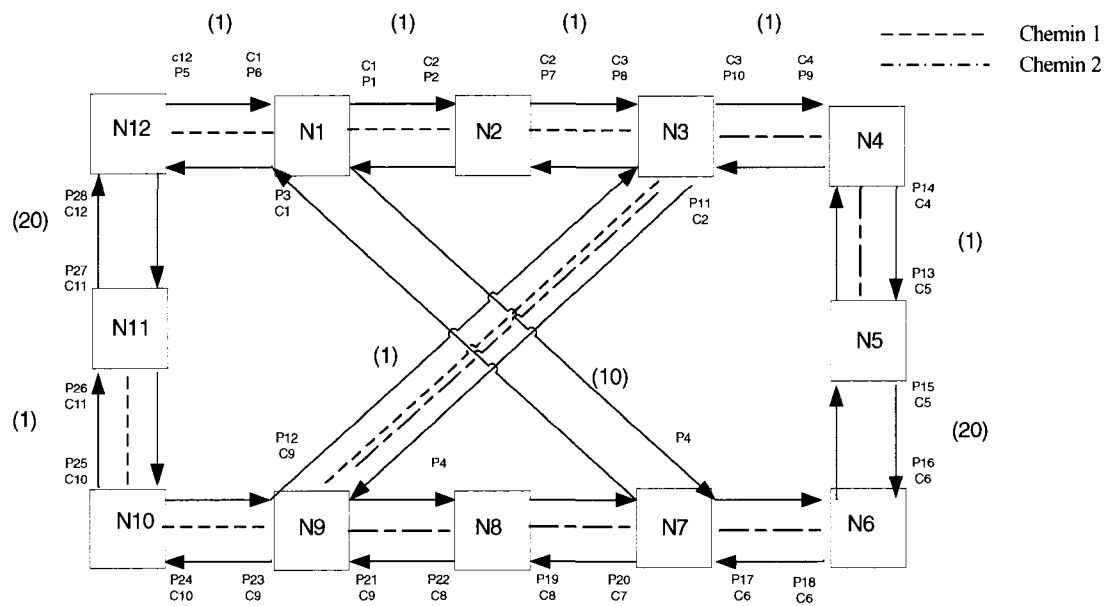 (1) (1) (1) (1)
Chemin 1
Chemin 2
c12 C1 C1 C2 C2 C3 C3 C4
P5 P6 P1 P2 P7 P8 P10 P9
N12 N1 N2 N3 N4
P28 P3 P11 P14
C12 C1 C2 C4
(20) (1)
P27 P13
C11 C5
N11 N5
(1) (10)
P26 P15
C11 C5
(1) (20)
P12 P4 P4
C9
P25 P16
C10 C6
N10 N9 N8 N7 N6
P24 P23 P21 P22 P19 P20 P17 P18
C10 C9 C9 C8 C8 C7 C6 C6